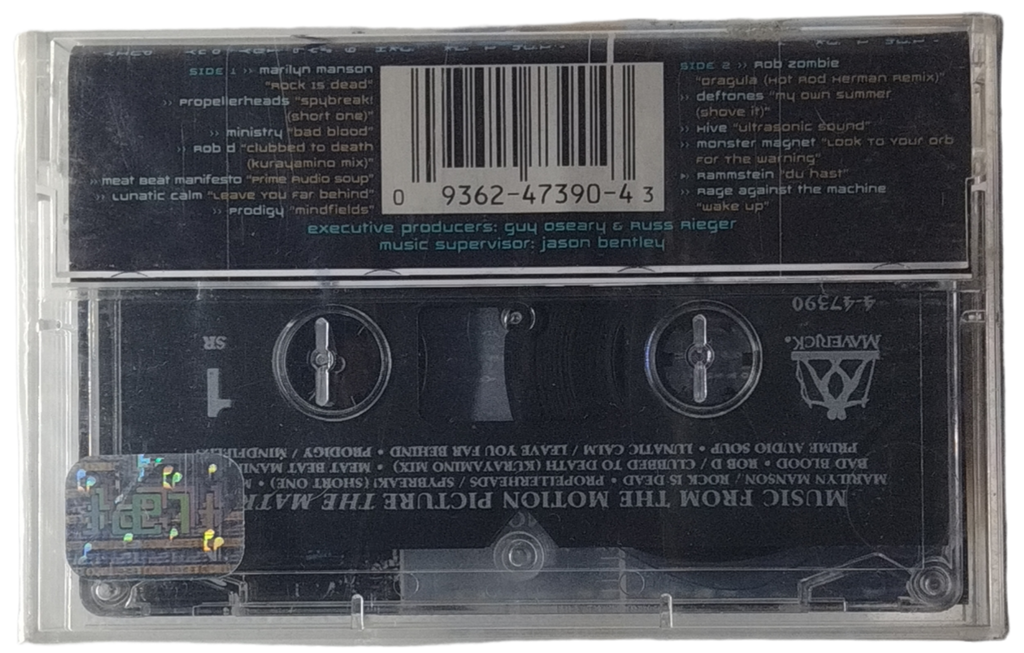 SIDE 1 ›› marilyn manson
"Rock is dead"
›› Propellerheads "spybreak!
(short one)"
›› ministry "bad blood"
›› Rob d "clubbed to death
(kurayamino mix)"
›› meat beat manifesto "Prime Audio soup"
›› Lunatic calm "Leave you Far behind"
›› Prodigy "mindfields"
0 9362-47390-4 3
SIDE 2 ›› Rob zombie
"Dragula (Hot Rod Herman Remix)"
›› deftones "my own summer
(shove it)"
›› Hive "ultrasonic sound"
›› monster magnet "Look To Your Orb
For The warning"
›› Rammstein "du hast"
›› Rage against the machine
"wake up"
executive producers: guy oseary & Russ Rieger
music supervisor: jason bentley
4-47390
MAVERICK®
SR
1
MUSIC FROM THE MOTION PICTURE THE MATR
MARILYN MANSON / ROCK IS DEAD • PROPELLERHEADS / SPYBREAK! (SHORT ONE) •
BAD BLOOD • ROB D / CLUBBED TO DEATH (KURAYAMINO MIX) • MEAT BEAT MANI
PRIME AUDIO SOUP • LUNATIC CALM / LEAVE YOU FAR BEHIND • PRODIGY / MINDFIEL